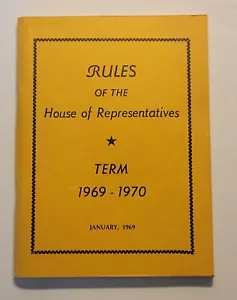 RULES
OF THE
House of Representatives
★
TERM
1969 - 1970
JANUARY, 1969